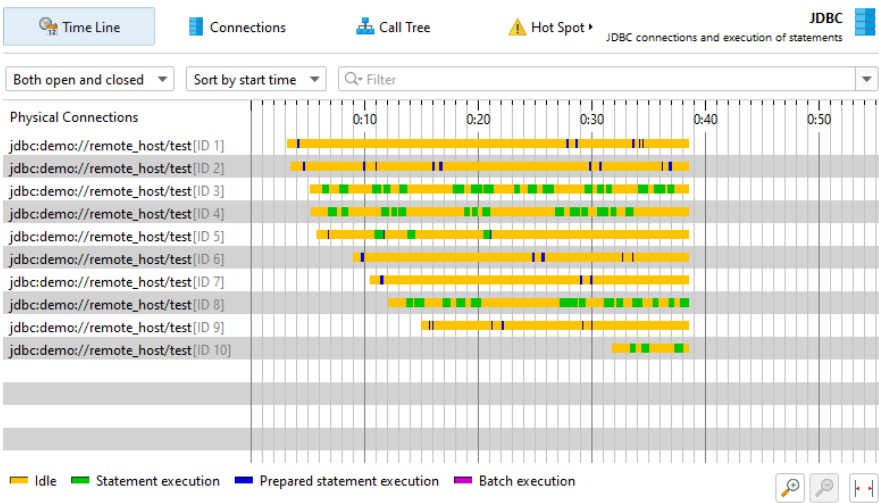 Time Line
Connections
Call Tree
Hot Spot
JDBC
JDBC connections and execution of statements
Both open and closed
Sort by start time
Filter
Physical Connections
0:10 0:20 0:30 0:40 0:50
jdbc:demo://remote_host/test[ID 1]
jdbc:demo://remote_host/test[ID 2]
jdbc:demo://remote_host/test[ID 3]
jdbc:demo://remote_host/test[ID 4]
jdbc:demo://remote_host/test[ID 5]
jdbc:demo://remote_host/test[ID 6]
jdbc:demo://remote_host/test[ID 7]
jdbc:demo://remote_host/test[ID 8]
jdbc:demo://remote_host/test[ID 9]
jdbc:demo://remote_host/test[ID 10]
Idle Statement execution Prepared statement execution Batch execution